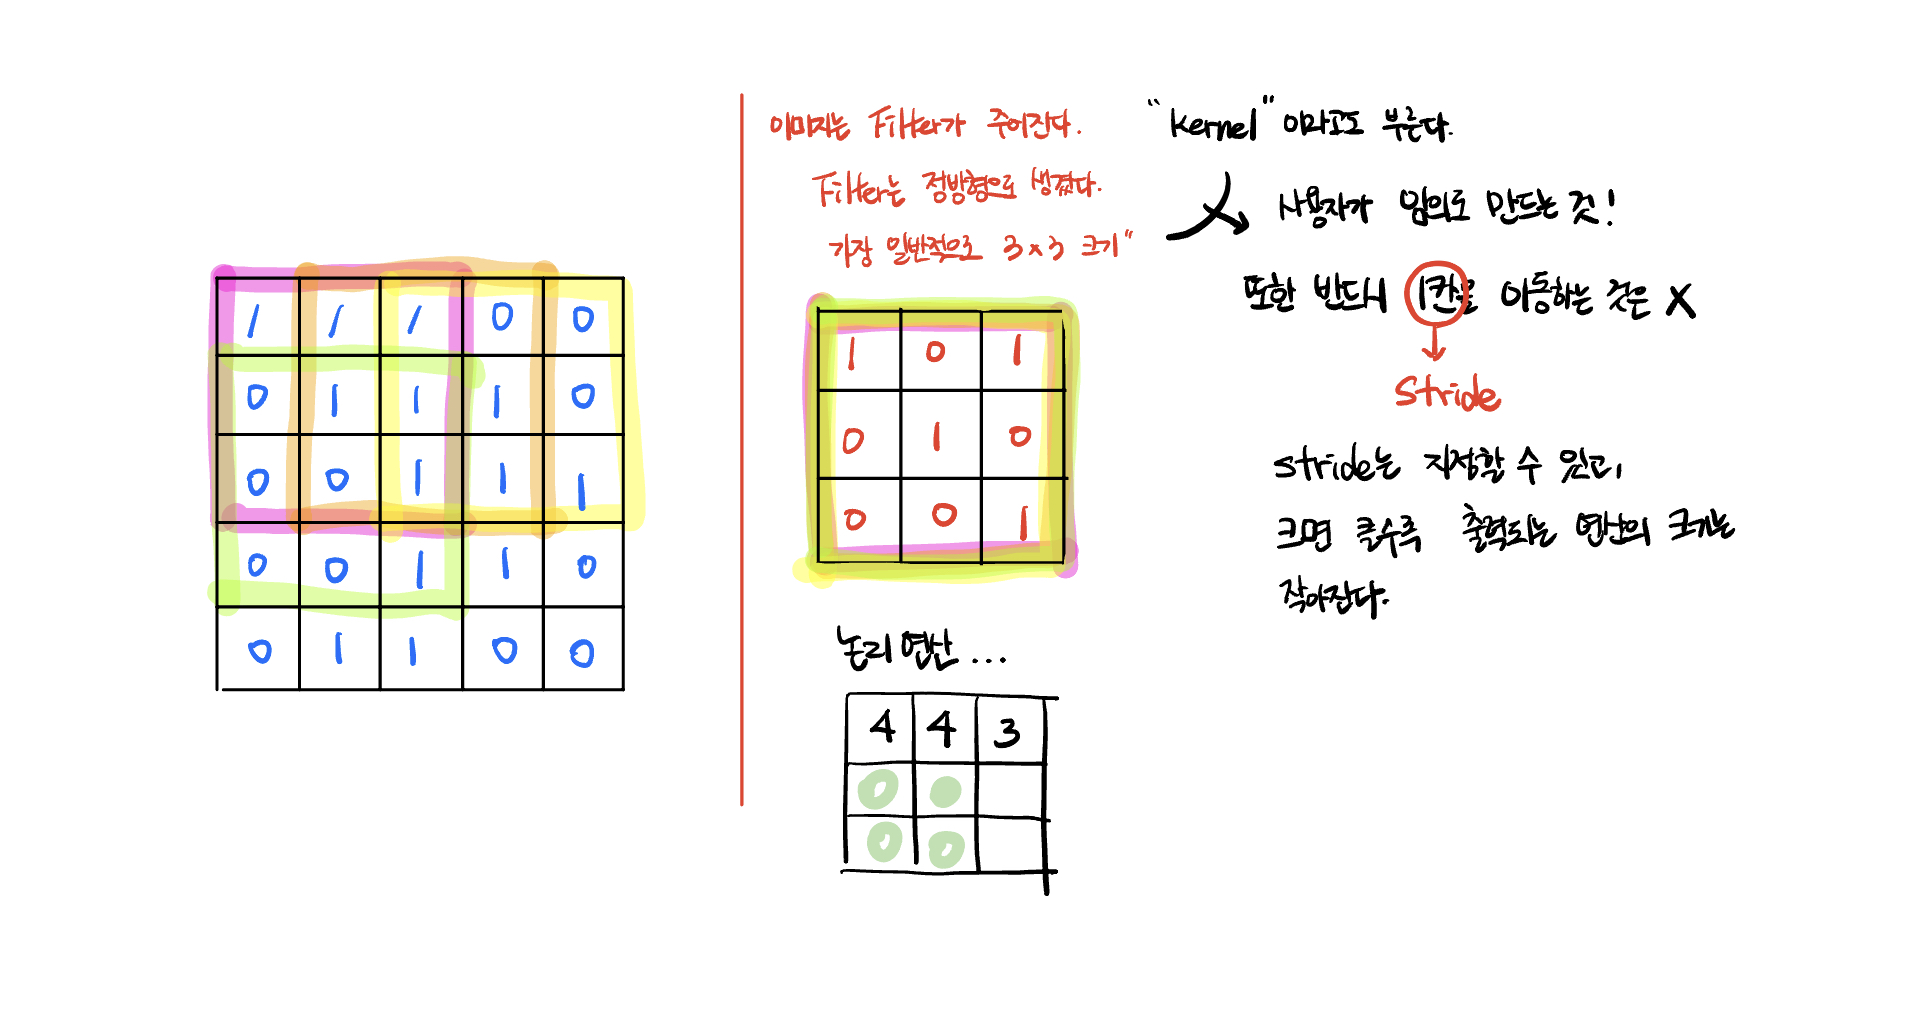 이미지는 Filter가 주어진다.
"kernel" 이라고도 부른다.
Filter는 정방형으로 생겼다.
사용자가 임의로 만드는 것!
가장 일반적으로 3×3 크기"
또한 반드시 1칸을 이동하는 것은 X
stride
stride는 지정할 수 있고,
크면 클수록 출력되는 연산의 크기는
작아진다.
1 1 1 0 0
0 1 1 1 0
0 0 1 1 1
0 0 1 1 0
0 1 1 0 0
1 0 1
0 1 0
0 0 1
논리 연산 ...
4 4 3